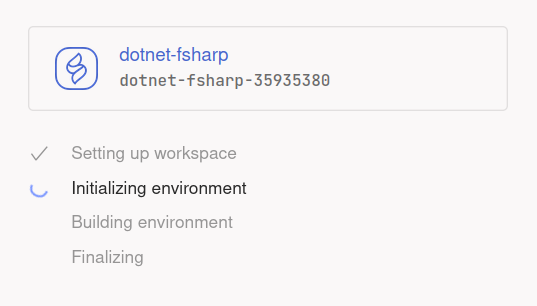 dotnet-fsharp
dotnet-fsharp-35935380
Setting up workspace
Initializing environment
Building environment
Finalizing